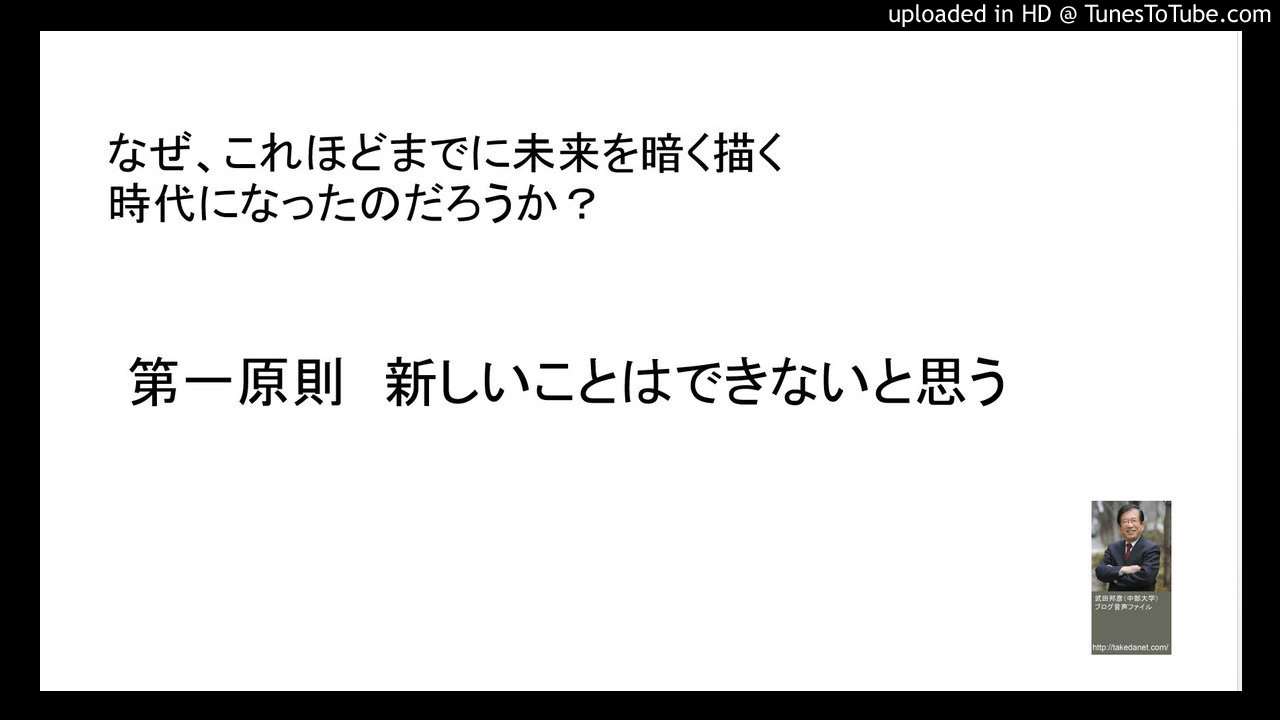 uploaded in HD @ TunesToTube.com
なぜ、これほどまでに未来を暗く描く
時代になったのだろうか？
第一原則　新しいことはできないと思う
武田邦彦（中部大学）
ブログ音声ファイル
http://takedanet.com/